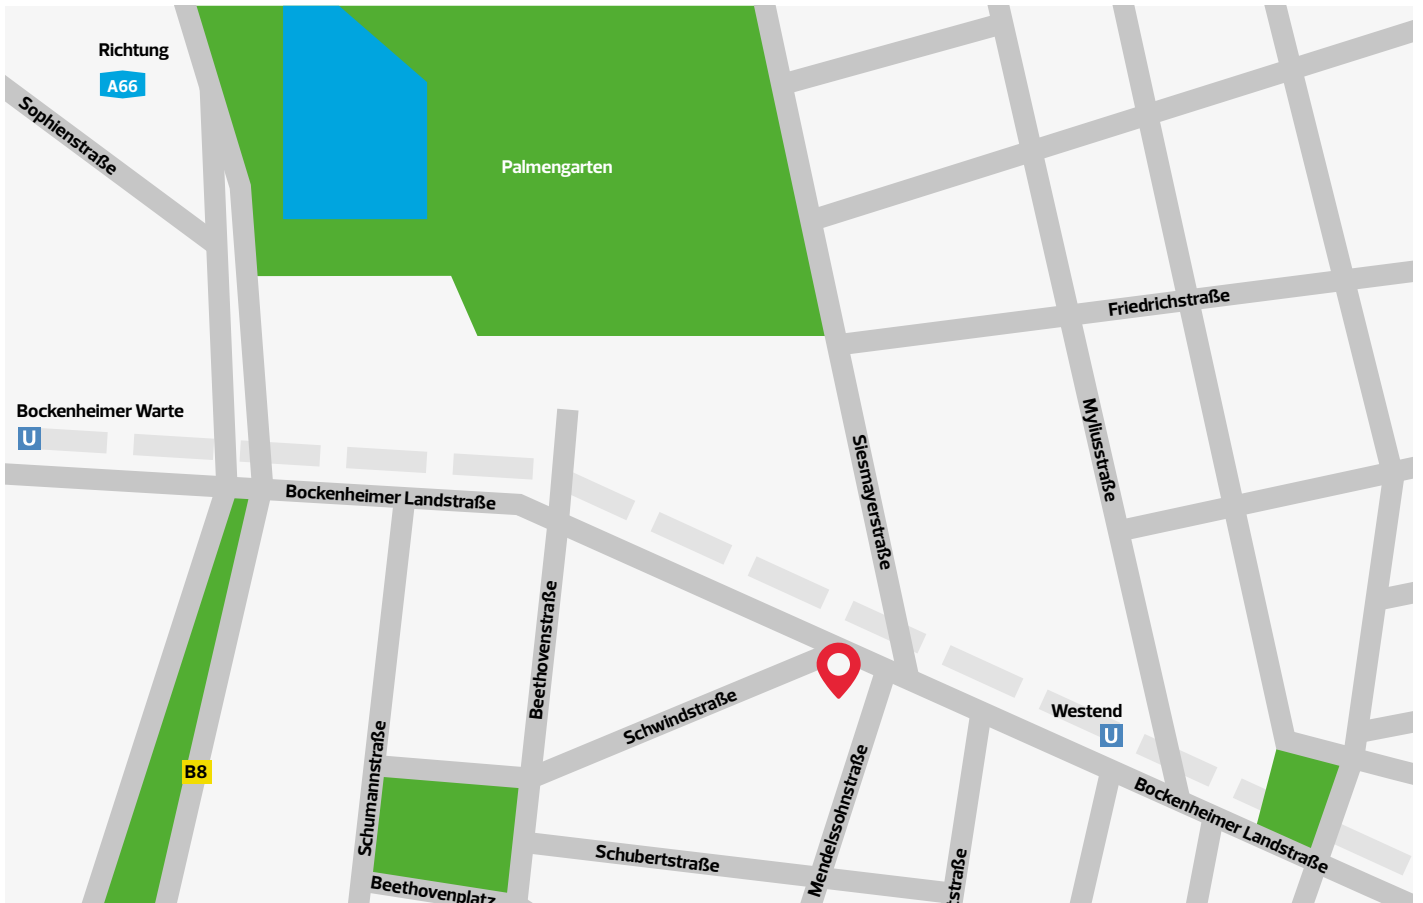 Richtung
A66
Sophienstraße
Palmengarten
Friedrichstraße
Bockenheimer Warte
U
Bockenheimer Landstraße
Siesmayerstraße
Myliusstraße
Beethovenstraße
Schwindstraße
Westend
U
Schumannstraße
B8
Mendelssohnstraße
Bockenheimer Landstraße
Schubertstraße
Beethovenplatz
straße